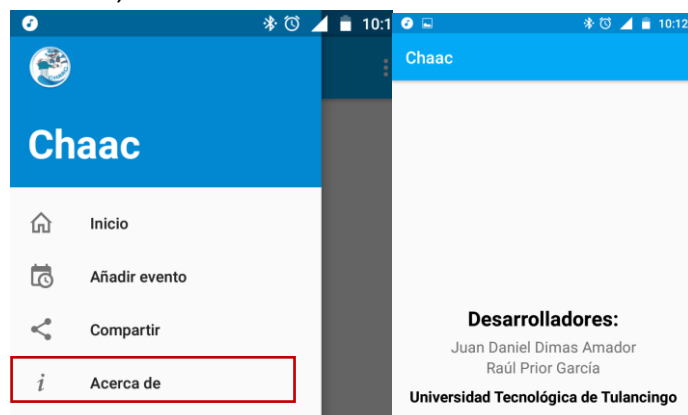 10:1
Chaac
Inicio
Añadir evento
Compartir
i Acerca de
10:12
Chaac
Desarrolladores:
Juan Daniel Dimas Amador
Raúl Prior García
Universidad Tecnológica de Tulancingo